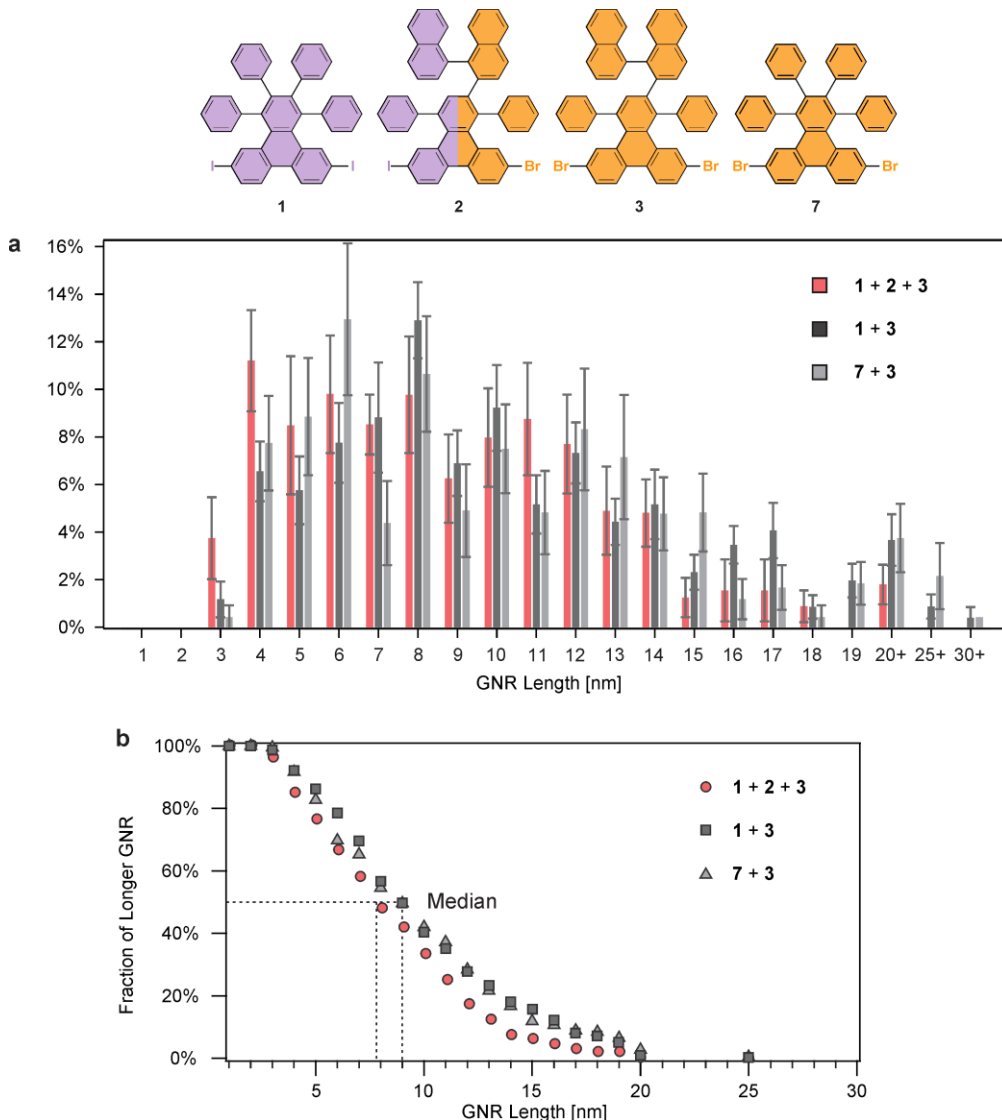 I I I Br Br Br Br Br
1 2 3 7
a
16%
14%
12%
10%
8%
6%
4%
2%
0%
1 + 2 + 3
1 + 3
7 + 3
1 2 3 4 5 6 7 8 9 10 11 12 13 14 15 16 17 18 19 20+ 25+ 30+
GNR Length [nm]
b
Fraction of Longer GNR
100%
80%
60%
40%
20%
0%
1 + 2 + 3
1 + 3
7 + 3
Median
5 10 15 20 25 30
GNR Length [nm]